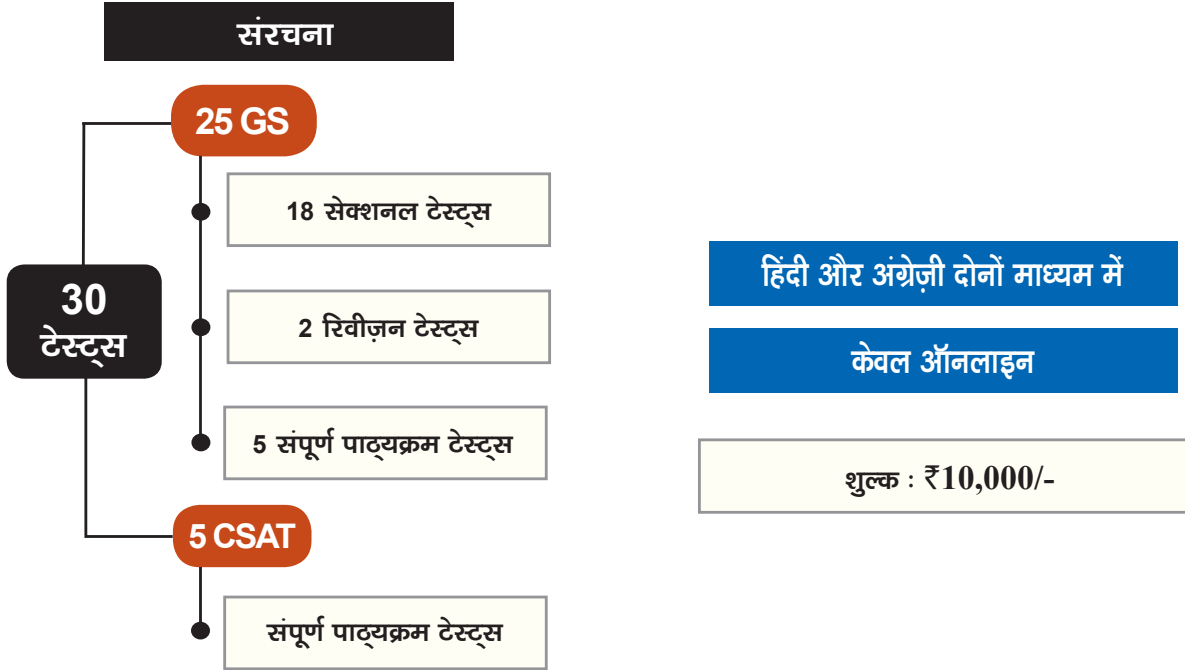 संरचना
25 GS
18 सेक्शनल टेस्ट्स
2 रिवीज़न टेस्ट्स
5 संपूर्ण पाठ्यक्रम टेस्ट्स
30
टेस्ट्स
5 CSAT
संपूर्ण पाठ्यक्रम टेस्ट्स
हिंदी और अंग्रेज़ी दोनों माध्यम में
केवल ऑनलाइन
शुल्क : ₹10,000/-